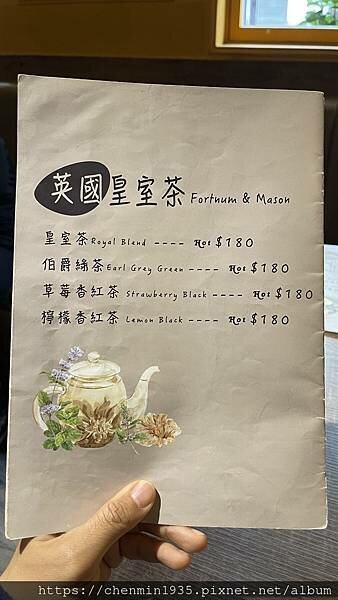 英國皇室茶 Fortnum & Mason
皇室茶 Royal Blend ---- Hot $180
伯爵綠茶 Earl Grey Green ---- Hot $180
草莓香紅茶 Strawberry Black ---- Hot $180
檸檬香紅茶 Lemon Black ---- Hot $180
https://chenmin1935.pixnet.net/album